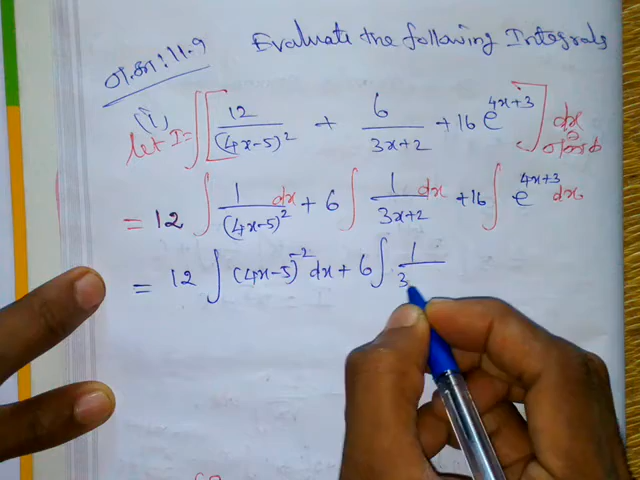 எ.கா: 11.9 Evaluate the following Integrals
(i) let I = ∫ [ 12/(4x-5)² + 6/(3x+2) + 16 e^(4x+3) ] dx
= 12 ∫ 1/(4x-5)² dx + 6 ∫ 1/(3x+2) dx + 16 ∫ e^(4x+3) dx
= 12 ∫ (4x-5)^-2 dx + 6 ∫ 1/3